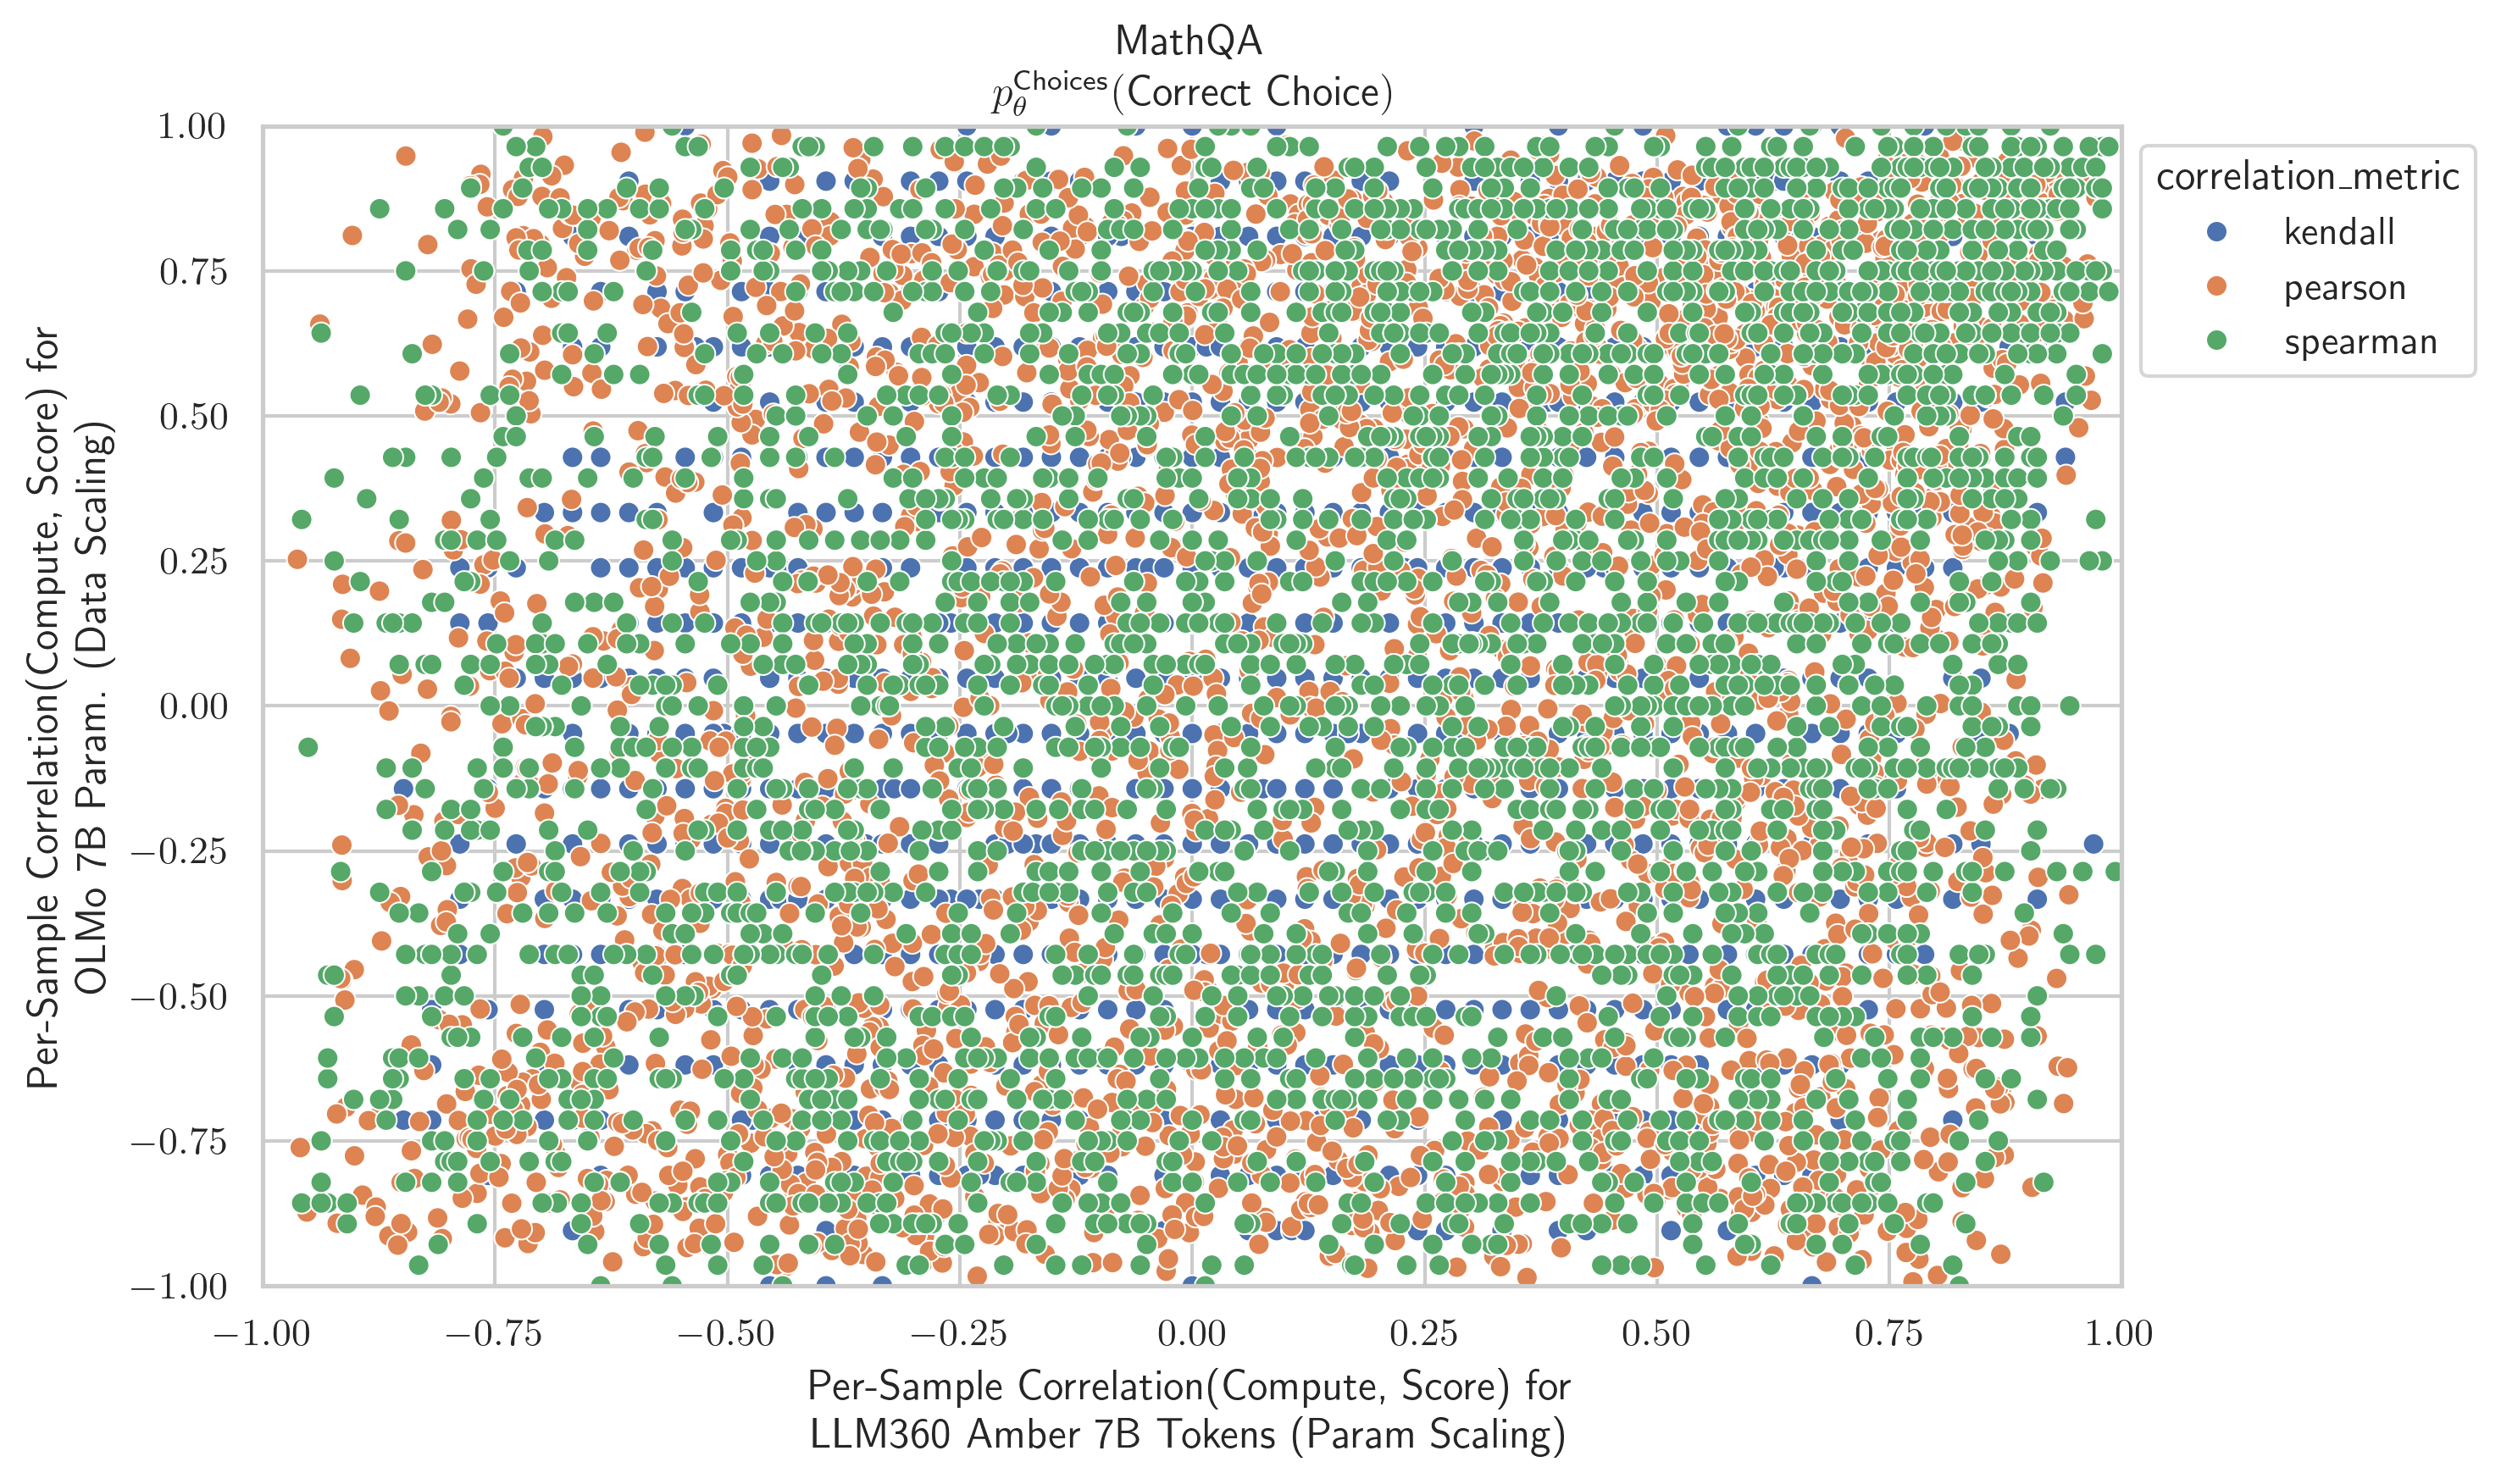 MathQA
p_θ^Choices(Correct Choice)
1.00
0.75
0.50
0.25
0.00
−0.25
−0.50
−0.75
−1.00
Per-Sample Correlation(Compute, Score) for
OLMo 7B Param. (Data Scaling)
correlation_metric
kendall
pearson
spearman
−1.00 −0.75 −0.50 −0.25 0.00 0.25 0.50 0.75 1.00
Per-Sample Correlation(Compute, Score) for
LLM360 Amber 7B Tokens (Param Scaling)